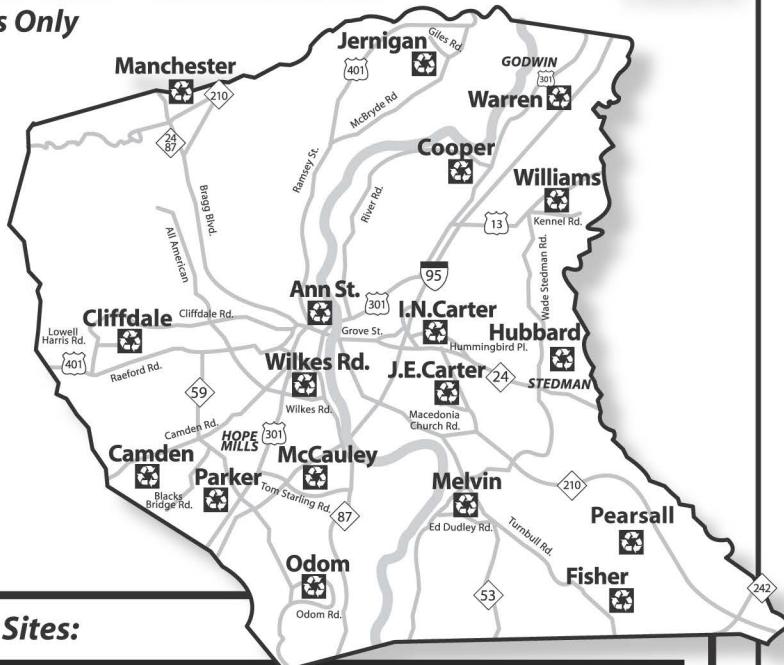 s Only
Jernigan
Giles Rd.
Manchester
401
GODWIN
301
210
Warren
McBryde Rd
24
87
Cooper
Ramsey St.
Williams
Bragg Blvd.
River Rd.
13
Kennel Rd.
All American
Wade Stedman Rd.
95
Ann St.
301
I.N.Carter
Cliffdale
Cliffdale Rd.
Grove St.
Hubbard
Lowell
Harris Rd.
Hummingbird Pl.
401
Raeford Rd.
Wilkes Rd.
J.E.Carter
24
STEDMAN
59
Wilkes Rd.
Macedonia
Church Rd.
Camden Rd.
HOPE
MILLS
301
Camden
McCauley
Parker
Melvin
210
Blacks
Bridge Rd.
Tom Starling Rd.
87
Ed Dudley Rd.
Turnbull Rd.
Pearsall
Odom
Fisher
53
242
Odom Rd.
Sites: